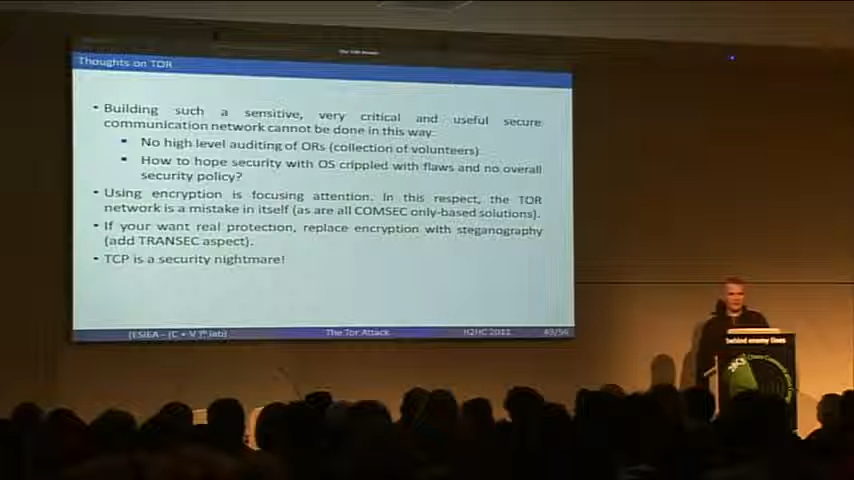 The Tor Attack
Thoughts on TOR
• Building such a sensitive, very critical and useful secure
communication network cannot be done in this way:
▪ No high level auditing of ORs (collection of volunteers)
▪ How to hope security with OS crippled with flaws and no overall
security policy?
• Using encryption is focusing attention. In this respect, the TOR
network is a mistake in itself (as are all COMSEC only-based solutions).
• If your want real protection, replace encryption with steganography
(add TRANSEC aspect).
• TCP is a security nightmare!
(ESIEA - (C + V)
lab)
The Tor Attack
H2HC 2011
49/56
behind enemy lines